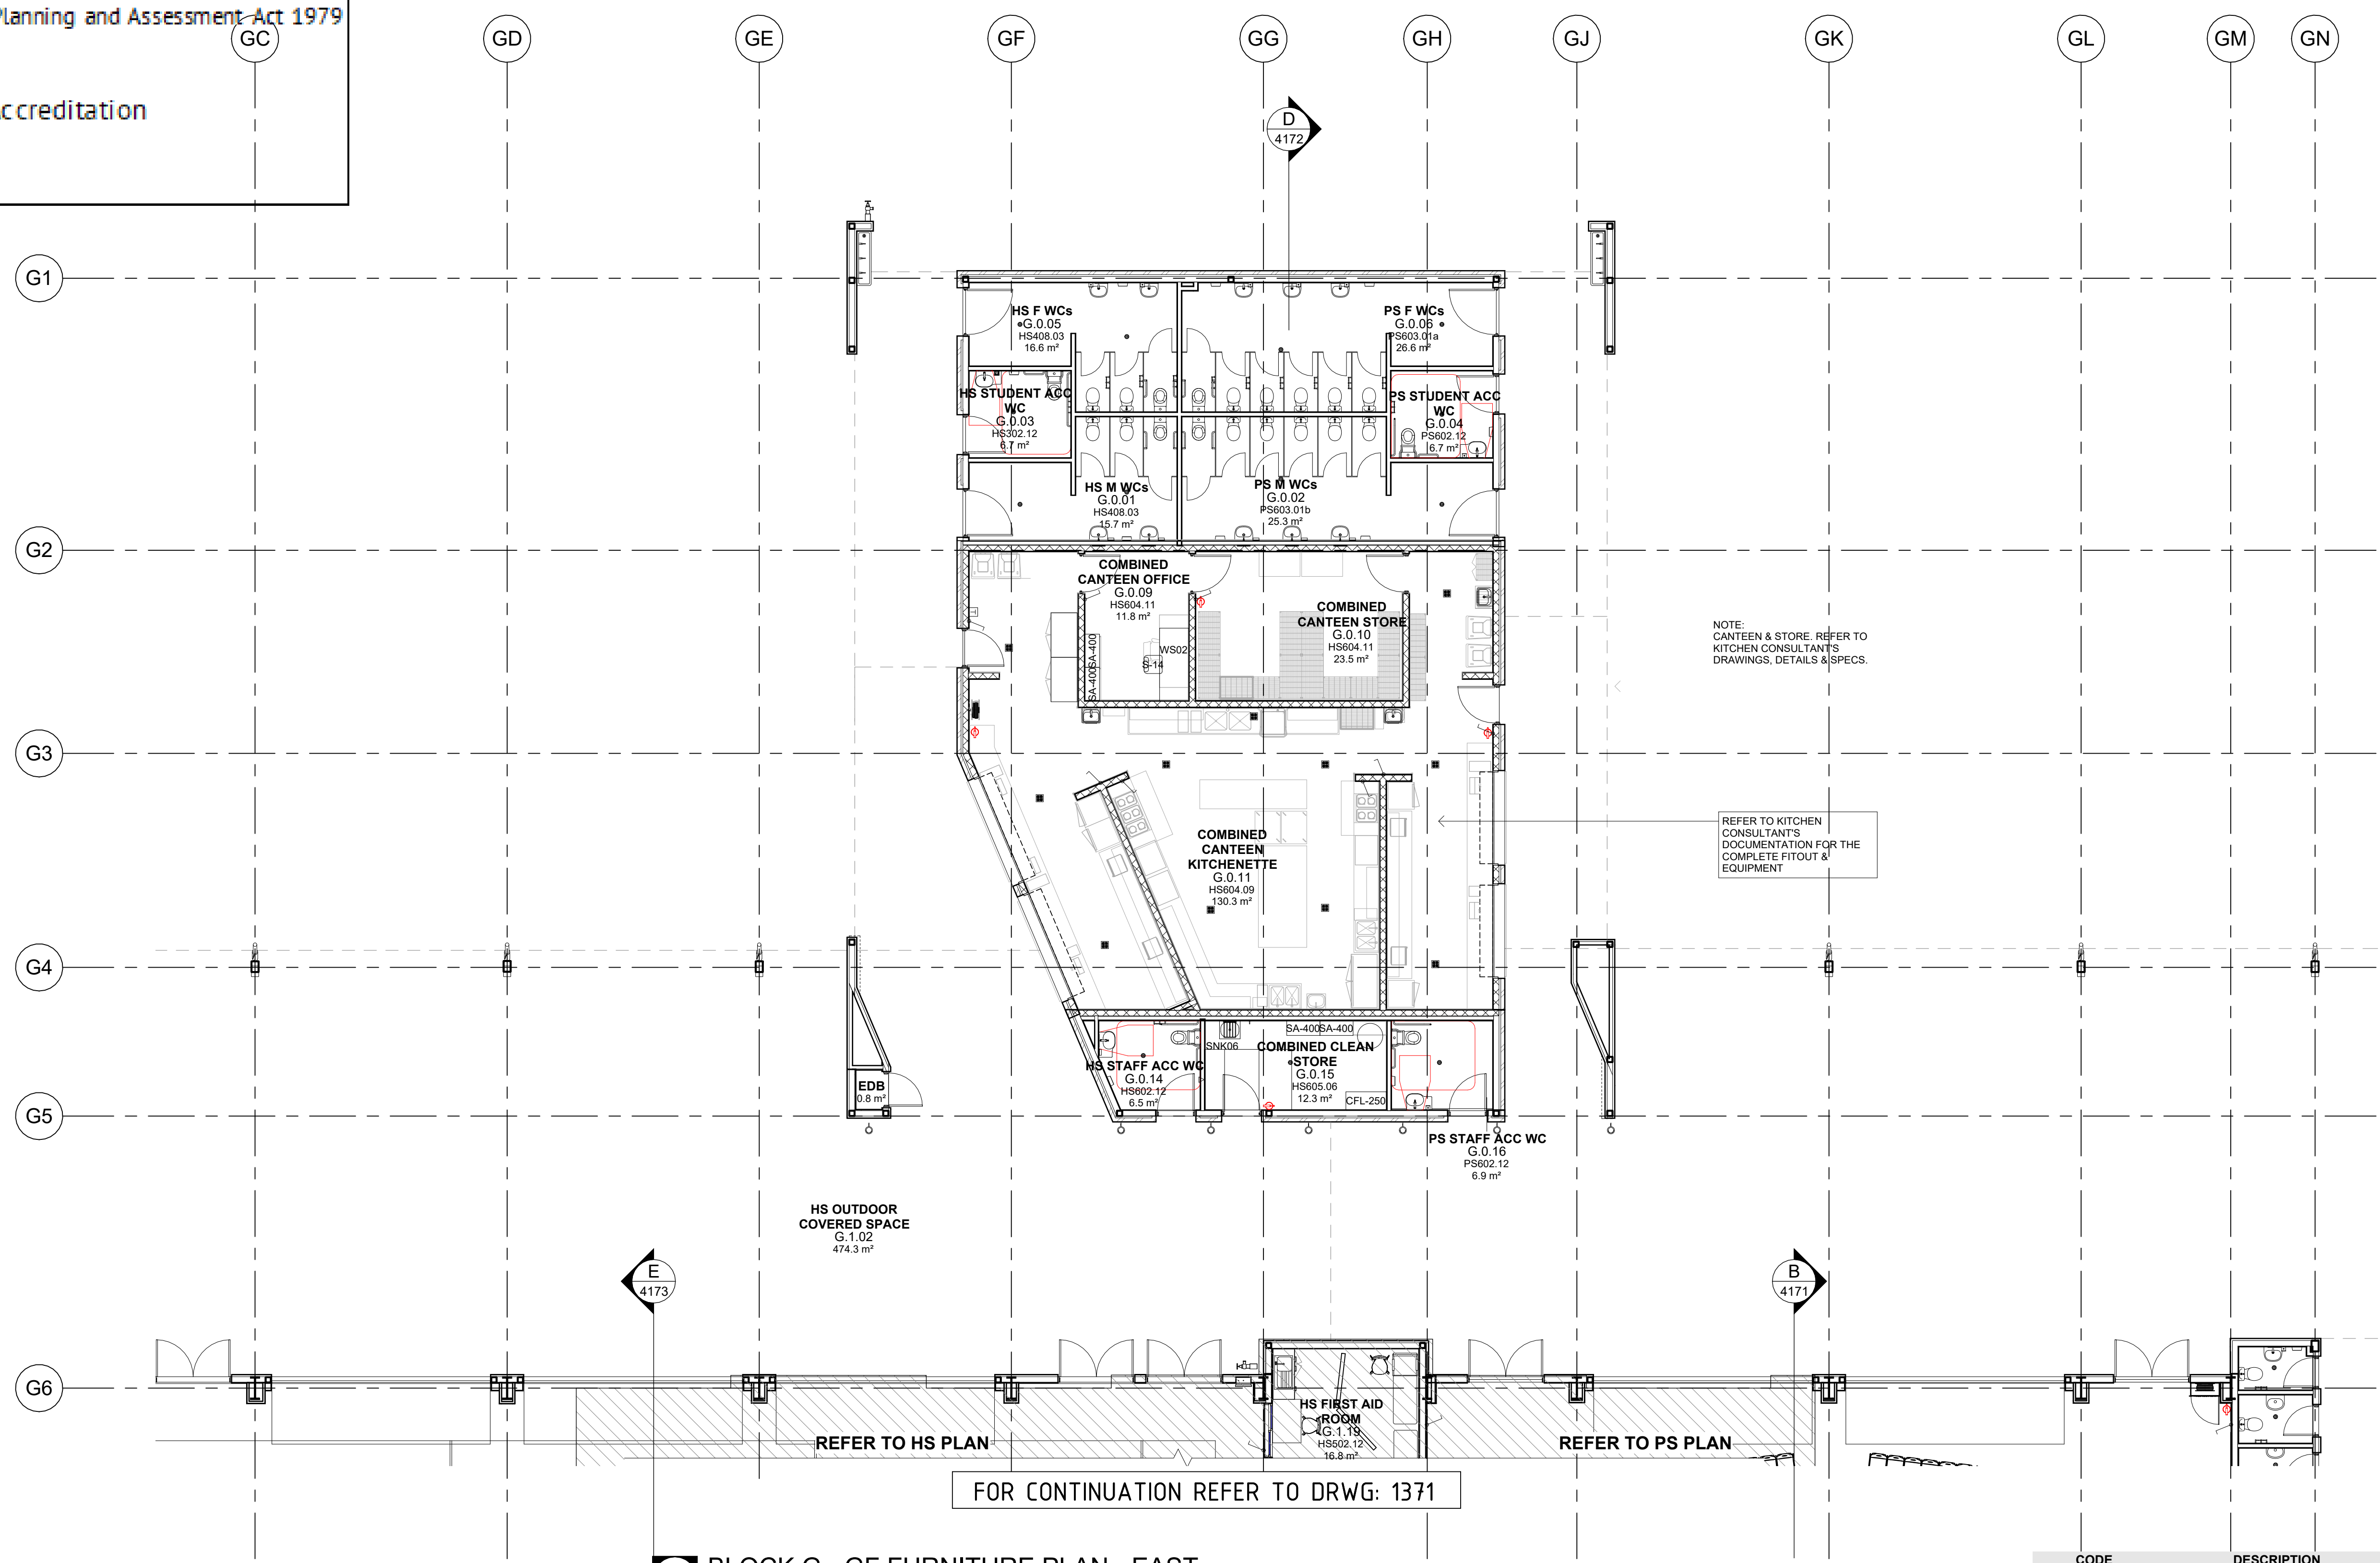 Planning and Assessment Act 1979
ccreditation
GC
GD
GE
GF
GG
GH
GJ
GK
GL
GM
GN
D
4172
G1
HS F WCs
G.0.05
HS408.03
16.6 m²
PS F WCs
G.0.06
PS603.01a
26.6 m²
HS STUDENT ACC
WC
G.0.03
HS302.12
6.7 m²
PS STUDENT ACC
WC
G.0.04
PS602.12
6.7 m²
HS M WCs
G.0.01
HS408.03
15.7 m²
PS M WCs
G.0.02
PS603.01b
25.3 m²
G2
COMBINED
CANTEEN OFFICE
G.0.09
HS604.11
11.8 m²
SA-400
SA-400
S-14
WS02
COMBINED
CANTEEN STORE
G.0.10
HS604.11
23.5 m²
NOTE:
CANTEEN & STORE. REFER TO
KITCHEN CONSULTANT'S
DRAWINGS, DETAILS & SPECS.
G3
COMBINED
CANTEEN
KITCHENETTE
G.0.11
HS604.09
130.3 m²
REFER TO KITCHEN
CONSULTANT'S
DOCUMENTATION FOR THE
COMPLETE FITOUT &
EQUIPMENT
G4
SA-400
SA-400
SNK06
HS STAFF ACC WC
G.0.14
HS602.12
6.5 m²
COMBINED CLEAN
STORE
G.0.15
HS605.06
12.3 m²
CFL-250
EDB
0.8 m²
G5
PS STAFF ACC WC
G.0.16
PS602.12
6.9 m²
HS OUTDOOR
COVERED SPACE
G.1.02
474.3 m²
E
4173
B
4171
G6
HS FIRST AID
ROOM
G.1.19
HS502.12
16.8 m²
REFER TO HS PLAN
REFER TO PS PLAN
FOR CONTINUATION REFER TO DRWG: 1371
CODE
DESCRIPTION